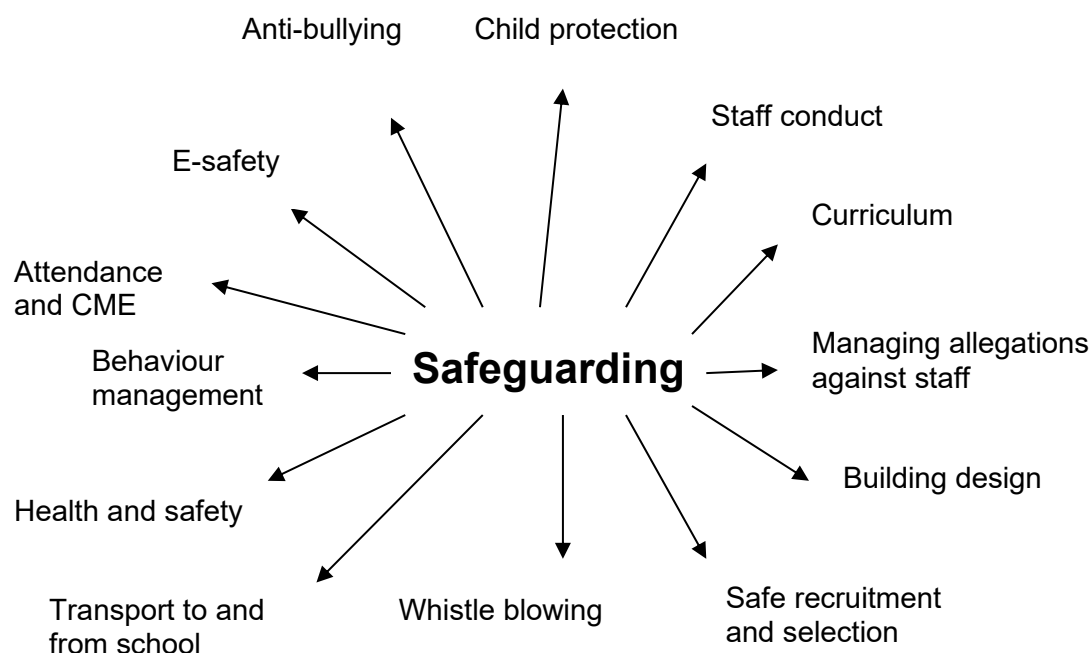 Anti-bullying
Child protection
Staff conduct
E-safety
Curriculum
Attendance
and CME
Behaviour
management
Safeguarding
Managing allegations
against staff
Building design
Health and safety
Transport to and
from school
Whistle blowing
Safe recruitment
and selection